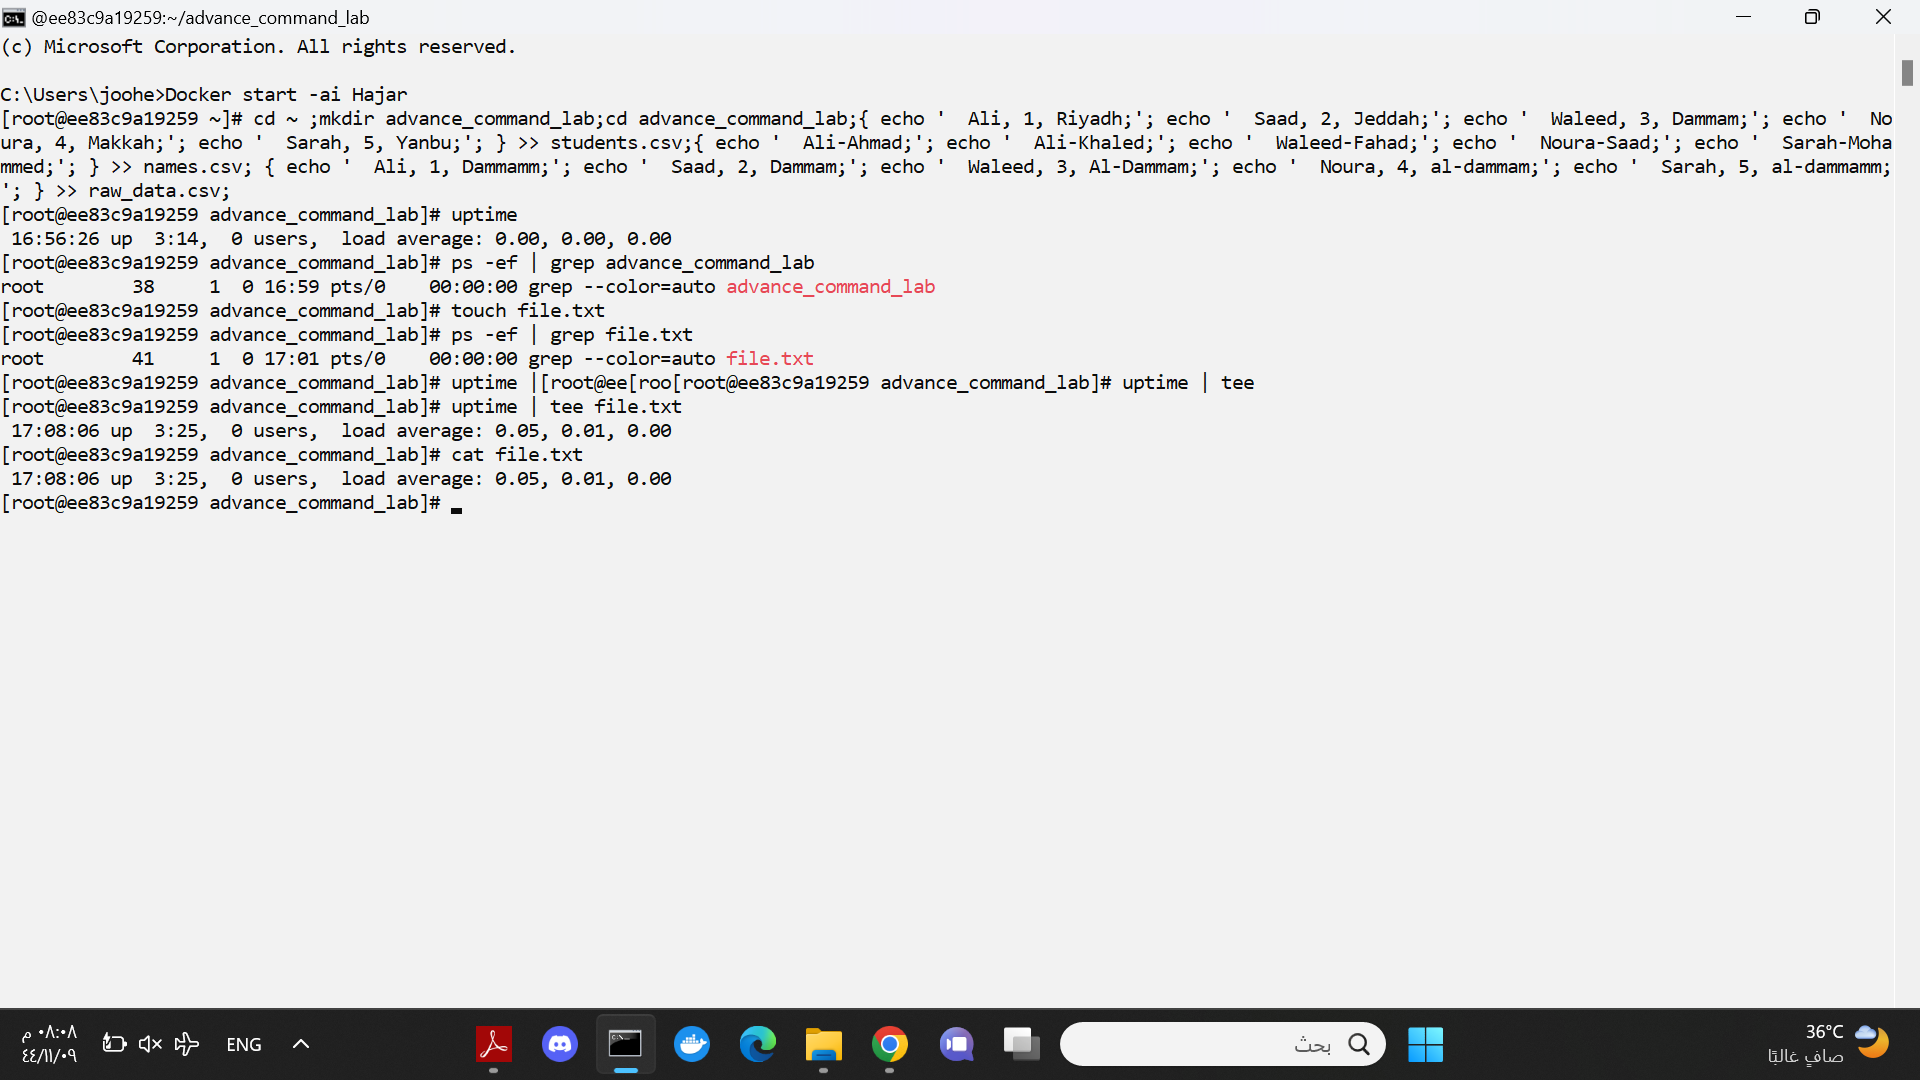 @ee83c9a19259:~/advance_command_lab
(c) Microsoft Corporation. All rights reserved.
C:\Users\joohe>Docker start -ai Hajar
[root@ee83c9a19259 ~]# cd ~ ;mkdir advance_command_lab;cd advance_command_lab;{ echo '  Ali, 1, Riyadh;'; echo '  Saad, 2, Jeddah;'; echo '  Waleed, 3, Dammam;'; echo '  No
ura, 4, Makkah;'; echo '  Sarah, 5, Yanbu;'; } >> students.csv;{ echo '  Ali-Ahmad;'; echo '  Ali-Khaled;'; echo '  Waleed-Fahad;'; echo '  Noura-Saad;'; echo '  Sarah-Moha
mmed;'; } >> names.csv; { echo '  Ali, 1, Dammamm;'; echo '  Saad, 2, Dammam;'; echo '  Waleed, 3, Al-Dammam;'; echo '  Noura, 4, al-dammam;'; echo '  Sarah, 5, al-dammamm;
'; } >> raw_data.csv;
[root@ee83c9a19259 advance_command_lab]# uptime
 16:56:26 up  3:14,  0 users,  load average: 0.00, 0.00, 0.00
[root@ee83c9a19259 advance_command_lab]# ps -ef | grep advance_command_lab
root        38     1  0 16:59 pts/0    00:00:00 grep --color=auto advance_command_lab
[root@ee83c9a19259 advance_command_lab]# touch file.txt
[root@ee83c9a19259 advance_command_lab]# ps -ef | grep file.txt
root        41     1  0 17:01 pts/0    00:00:00 grep --color=auto file.txt
[root@ee83c9a19259 advance_command_lab]# uptime |[root@ee[roo[root@ee83c9a19259 advance_command_lab]# uptime | tee
[root@ee83c9a19259 advance_command_lab]# uptime | tee file.txt
 17:08:06 up  3:25,  0 users,  load average: 0.05, 0.01, 0.00
[root@ee83c9a19259 advance_command_lab]# cat file.txt
 17:08:06 up  3:25,  0 users,  load average: 0.05, 0.01, 0.00
[root@ee83c9a19259 advance_command_lab]#
٠٨:٠٨ م
٤٤/١١/٠٩
ENG
بحث
36°C
صافٍ غالبًا